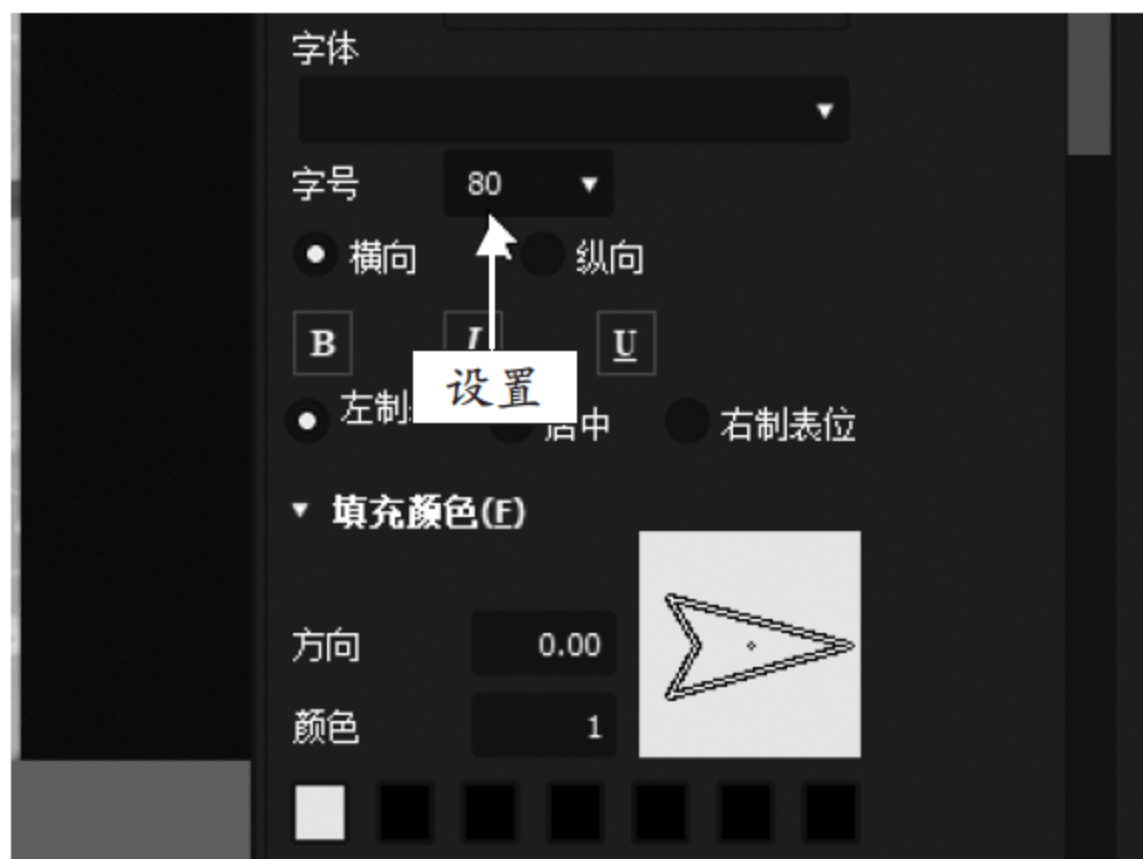 字体
字号 80
横向 纵向
B I U
设置
左制 居中 右制表位
填充颜色(F)
方向 0.00
颜色 1